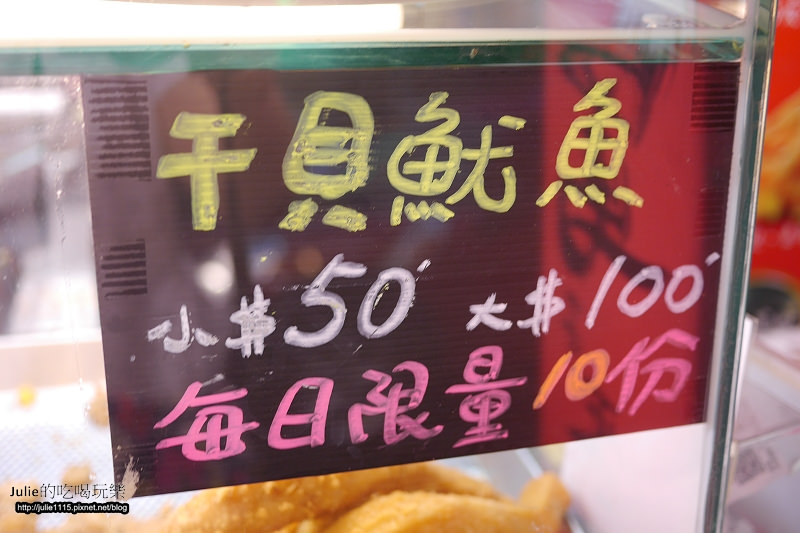 干貝魷魚
小$50 大$100
每日限量10份
Julie的吃喝玩樂
http://julie1115.pixnet.net/blog